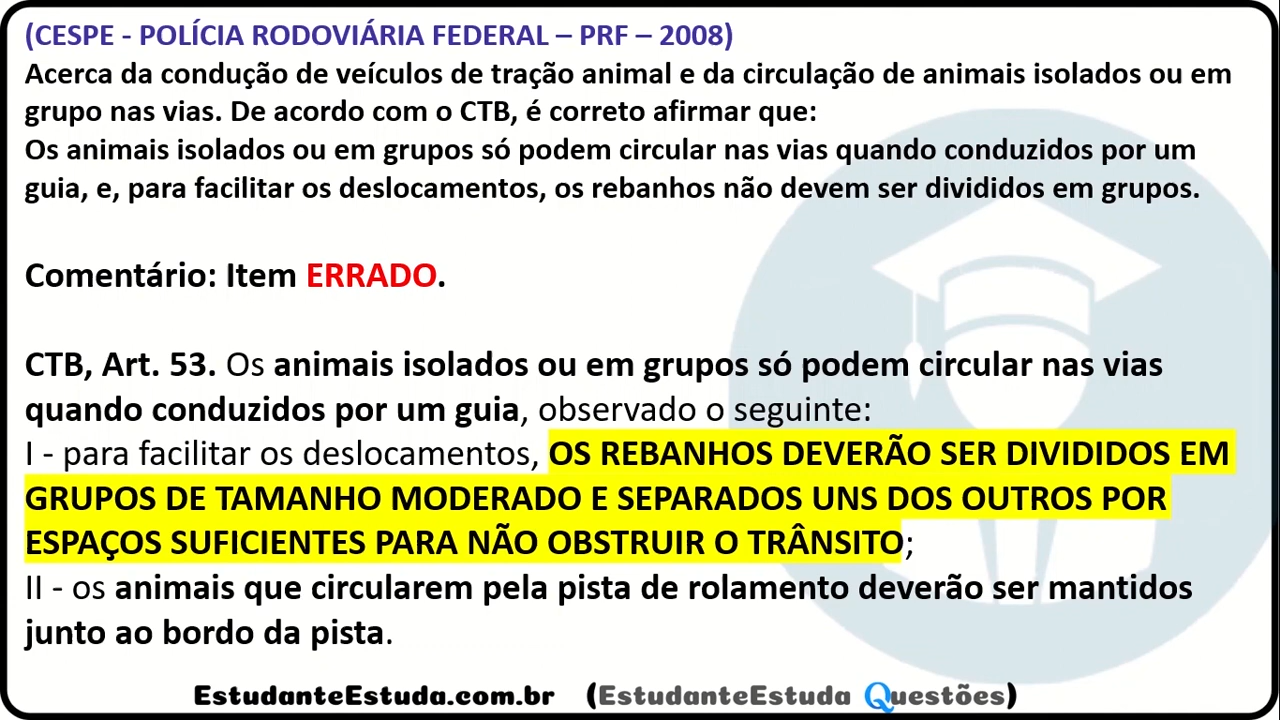 (CESPE - POLÍCIA RODOVIÁRIA FEDERAL – PRF – 2008)
Acerca da condução de veículos de tração animal e da circulação de animais isolados ou em
grupo nas vias. De acordo com o CTB, é correto afirmar que:
Os animais isolados ou em grupos só podem circular nas vias quando conduzidos por um
guia, e, para facilitar os deslocamentos, os rebanhos não devem ser divididos em grupos.
Comentário: Item ERRADO.
CTB, Art. 53. Os animais isolados ou em grupos só podem circular nas vias
quando conduzidos por um guia, observado o seguinte:
I - para facilitar os deslocamentos, OS REBANHOS DEVERÃO SER DIVIDIDOS EM
GRUPOS DE TAMANHO MODERADO E SEPARADOS UNS DOS OUTROS POR
ESPAÇOS SUFICIENTES PARA NÃO OBSTRUIR O TRÂNSITO;
II - os animais que circularem pela pista de rolamento deverão ser mantidos
junto ao bordo da pista.
EstudanteEstuda.com.br (EstudanteEstuda Questões)